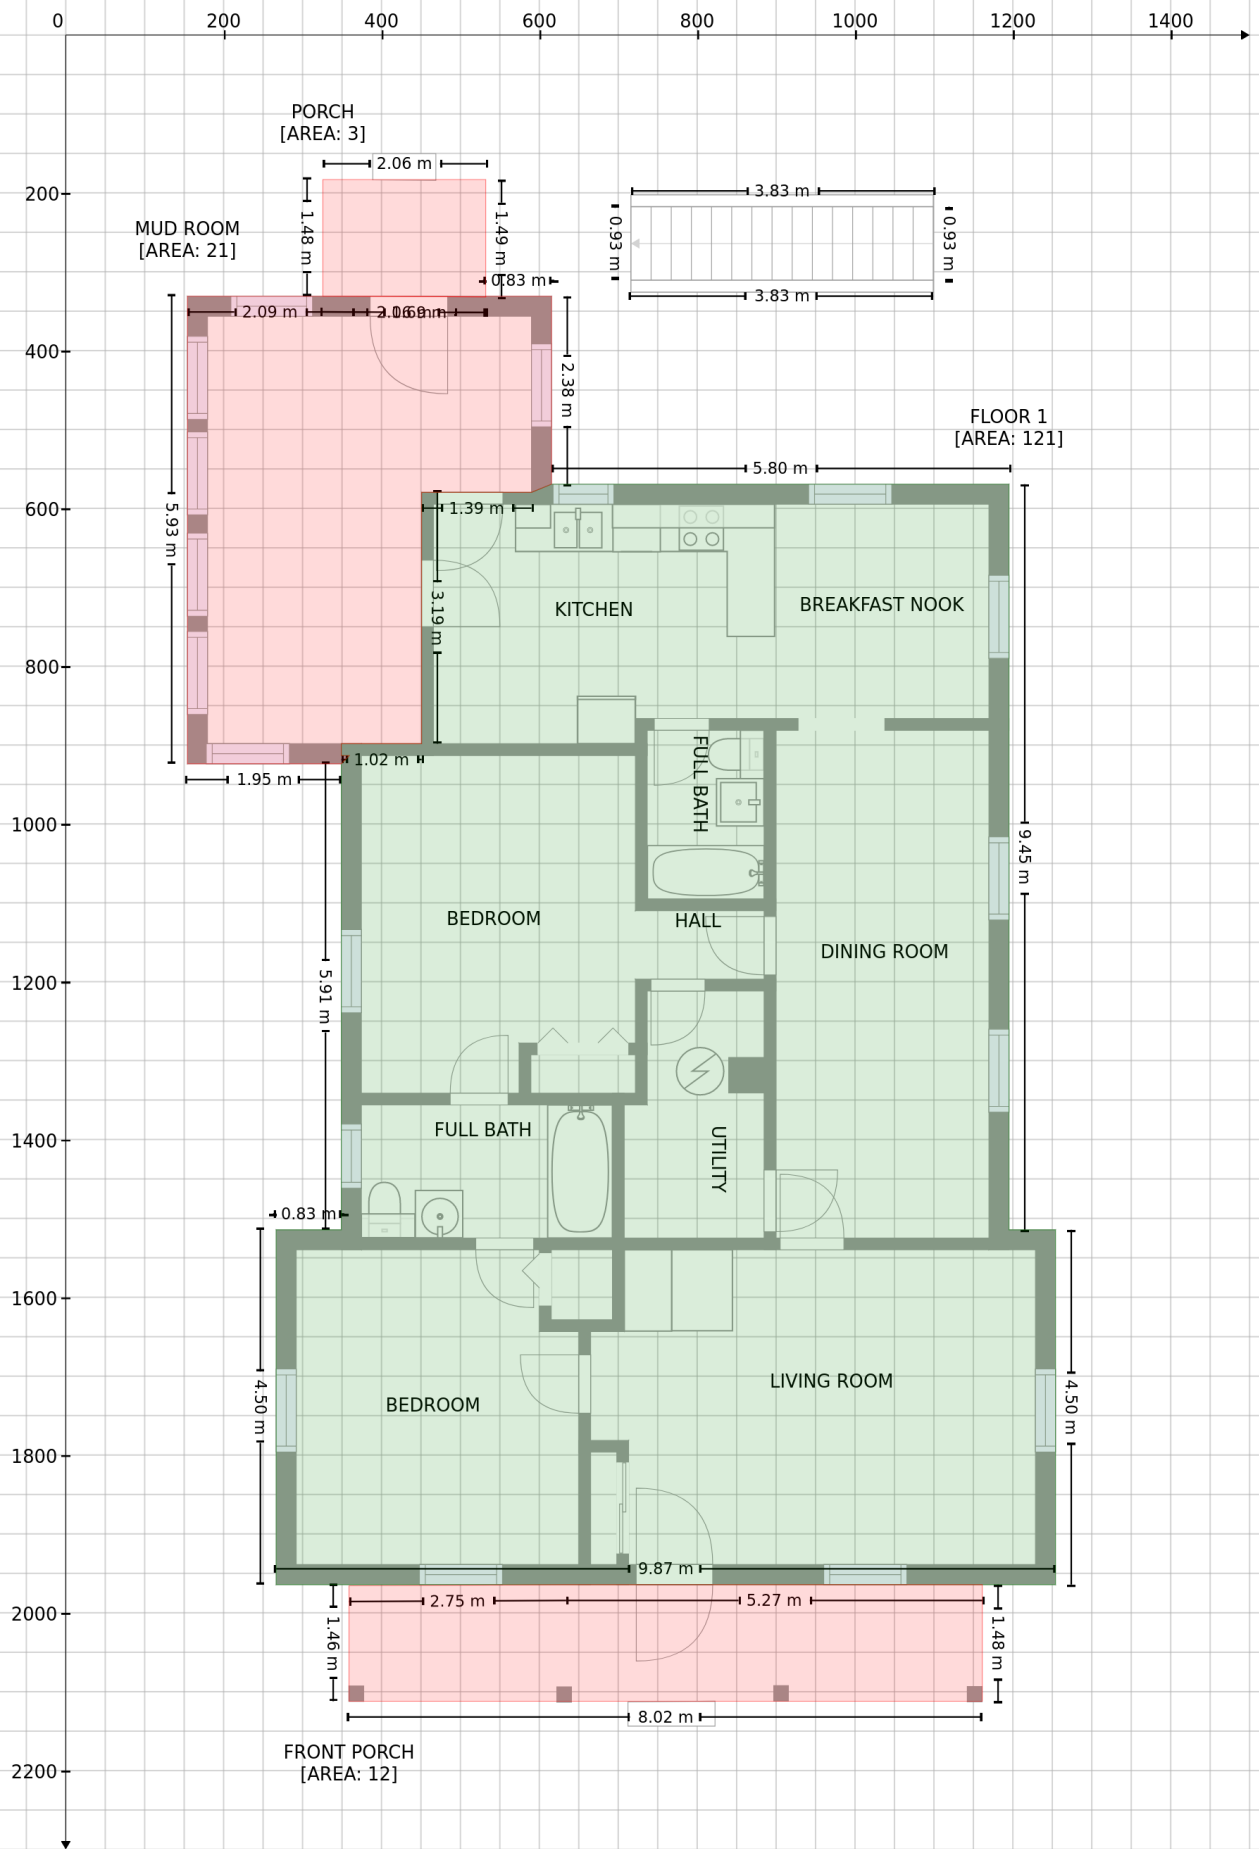 0 200 400 600 800 1000 1200 1400
PORCH
[AREA: 3]
2.06 m
200
3.83 m
MUD ROOM
[AREA: 21]
1.48 m
1.49 m
0.93 m
0.93 m
0.83 m
3.83 m
2.09 m
400
2.38 m
FLOOR 1
[AREA: 121]
5.80 m
600
1.39 m
5.93 m
KITCHEN
BREAKFAST NOOK
3.19 m
800
1.02 m
1.95 m
FULL BATH
1000
9.45 m
BEDROOM
HALL
DINING ROOM
1200
5.91 m
1400
FULL BATH
UTILITY
0.83 m
1600
4.50 m
BEDROOM
LIVING ROOM
4.50 m
1800
9.87 m
2000
2.75 m
5.27 m
1.46 m
1.48 m
8.02 m
FRONT PORCH
[AREA: 12]
2200